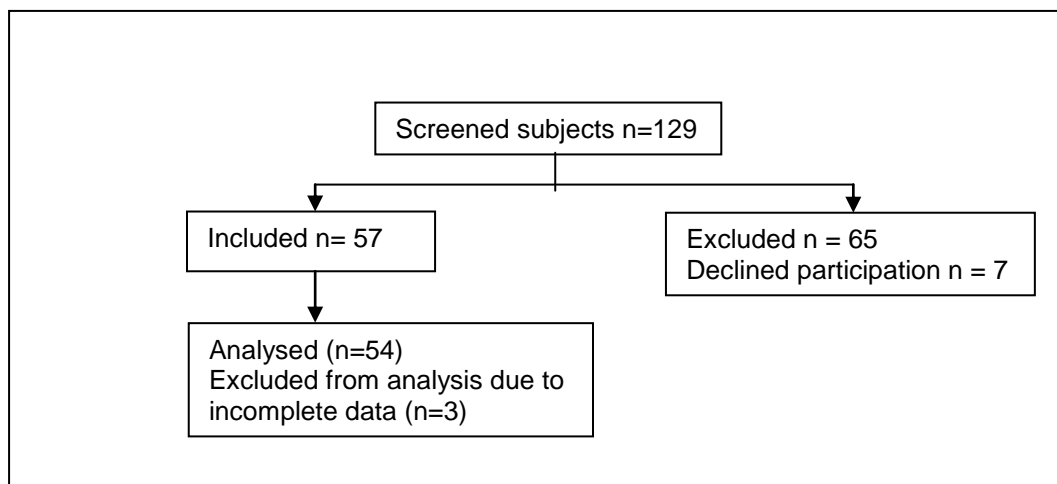 Screened subjects n=129
Included n= 57
Excluded n = 65
Declined participation n = 7
Analysed (n=54)
Excluded from analysis due to
incomplete data (n=3)